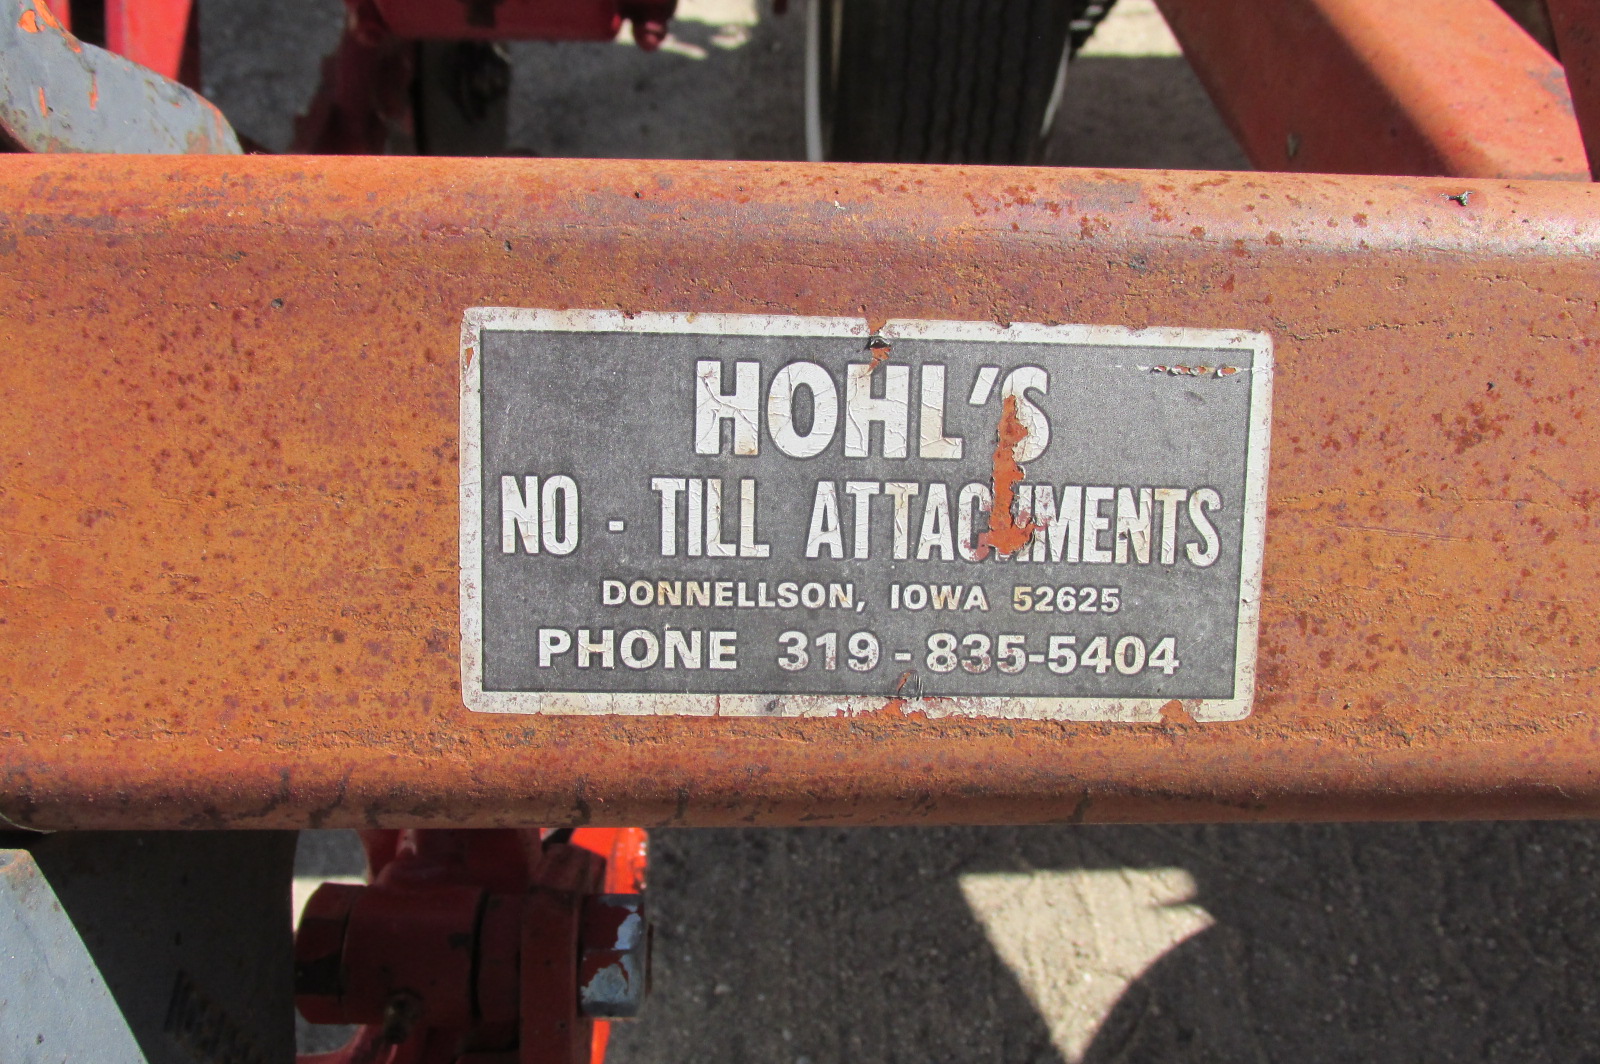 HOHL'S
NO - TILL ATTACHMENTS
DONNELLSON, IOWA 52625
PHONE 319-835-5404